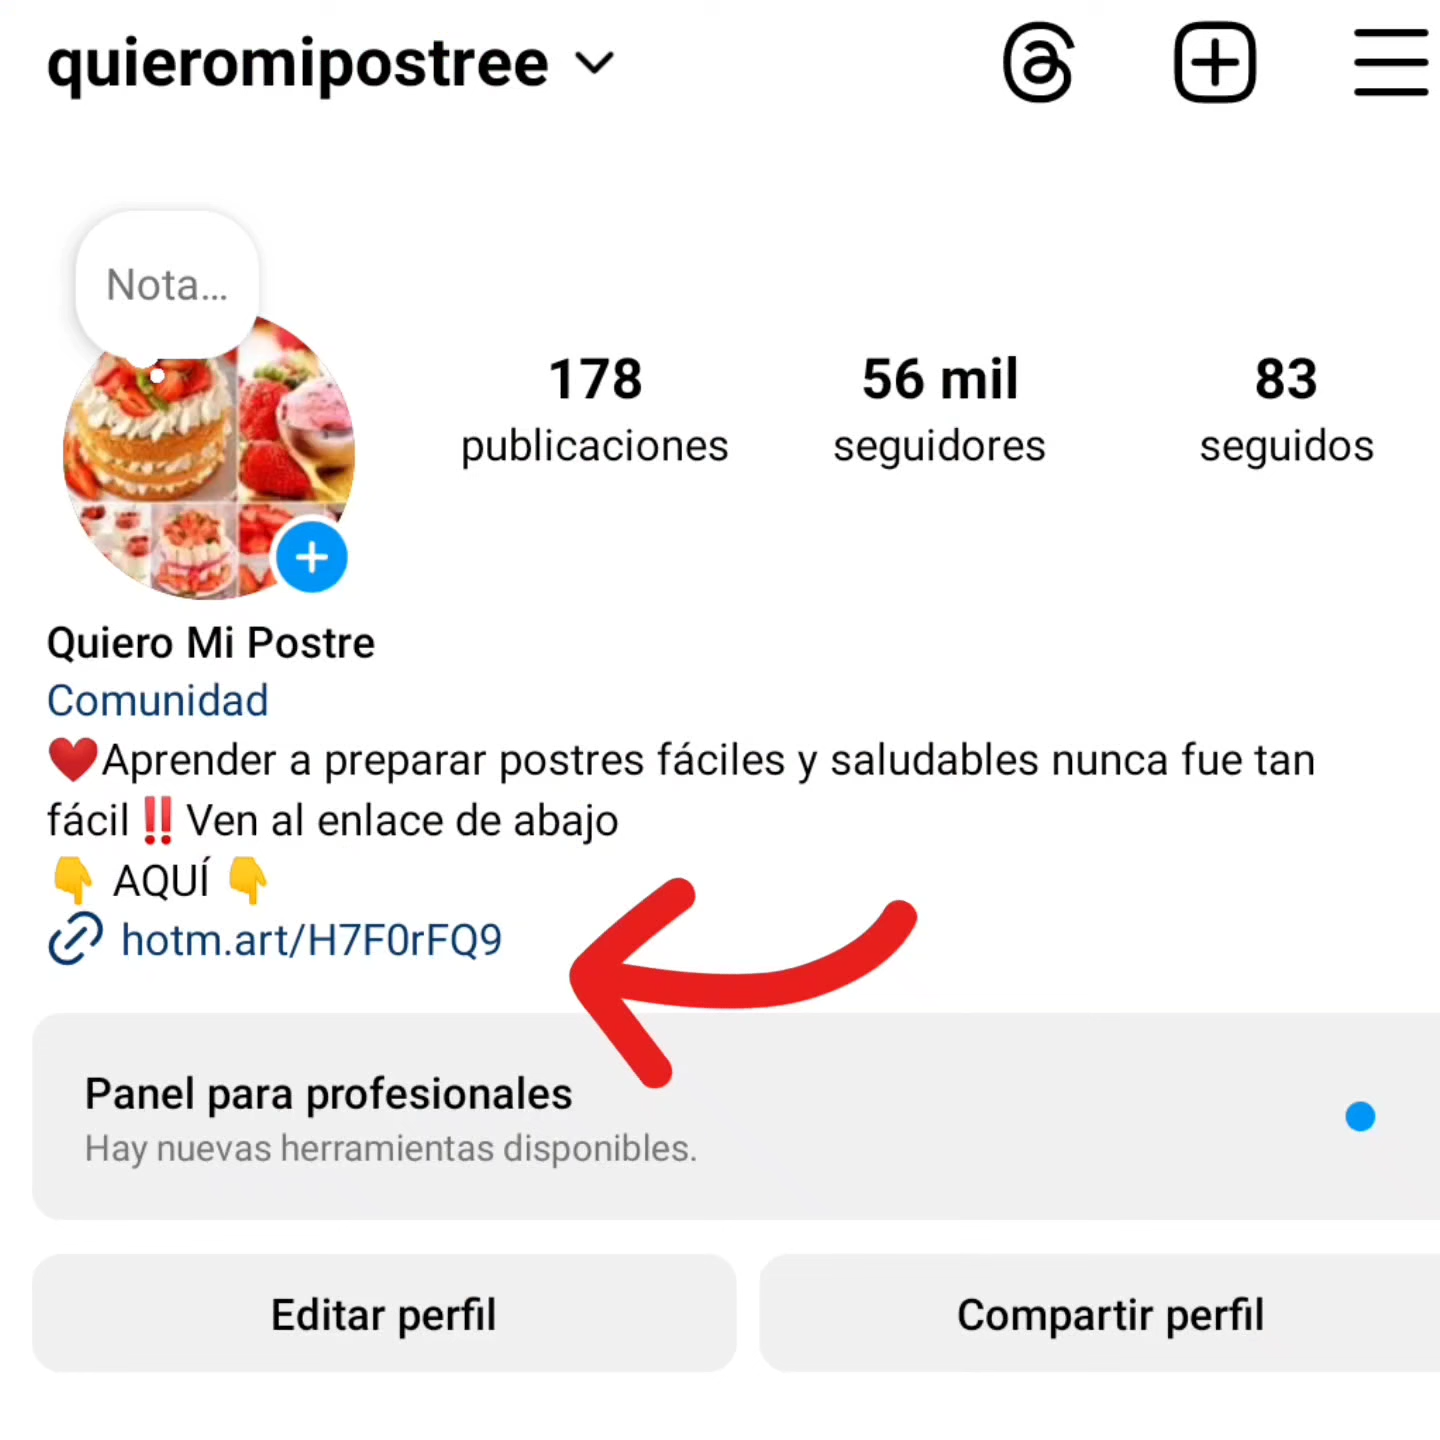 quieromipostree
Nota...
178
publicaciones
56 mil
seguidores
83
seguidos
Quiero Mi Postre
Comunidad
❤️Aprender a preparar postres fáciles y saludables nunca fue tan
fácil‼️Ven al enlace de abajo
👇 AQUÍ 👇
hotm.art/H7F0rFQ9
Panel para profesionales
Hay nuevas herramientas disponibles.
Editar perfil
Compartir perfil